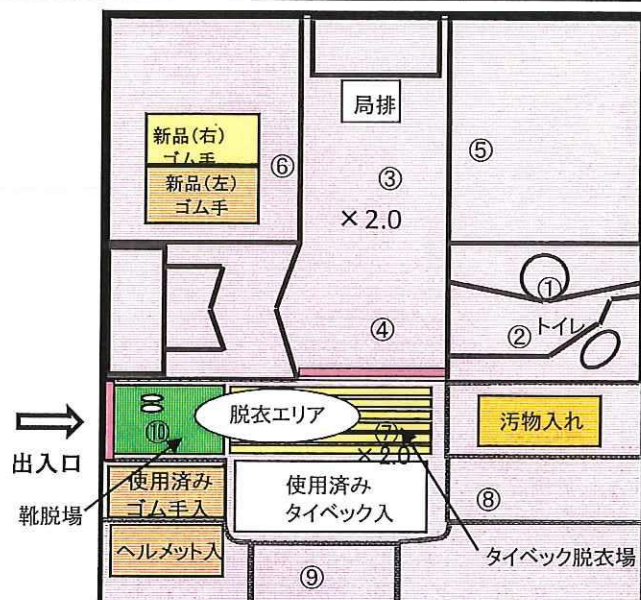 局排
新品(右)
ゴム手
新品(左)
ゴム手
⑥
③
×2.0
⑤
①
④
②
トイレ
出入口
⑩
脱衣エリア
⑦
×2.0
汚物入れ
靴脱場
使用済み
ゴム手入
使用済み
タイベック入
⑧
ヘルメット入
⑨
タイベック脱衣場